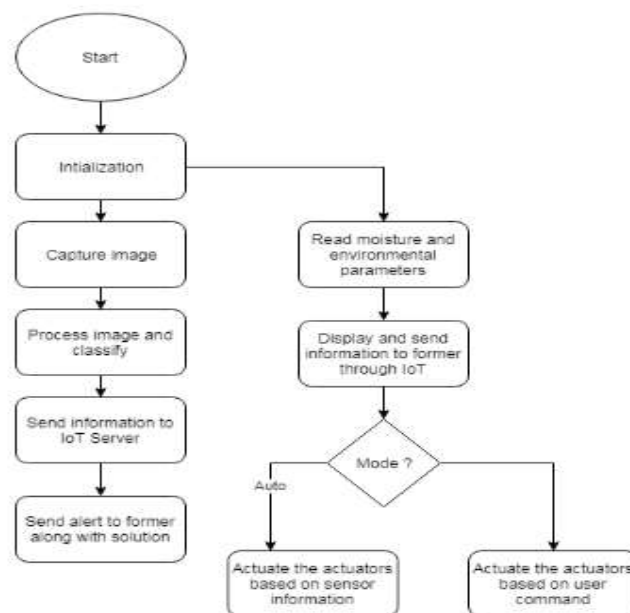 Start
Intialization
Capture image
Process image and
classify
Send information to
IoT Server
Send alert to former
along with solution
Read moisture and
environmental
parameters
Display and send
information to former
through IoT
Mode ?
Auto
Actuate the actuators
based on sensor
information
Actuate the actuators
based on user
command